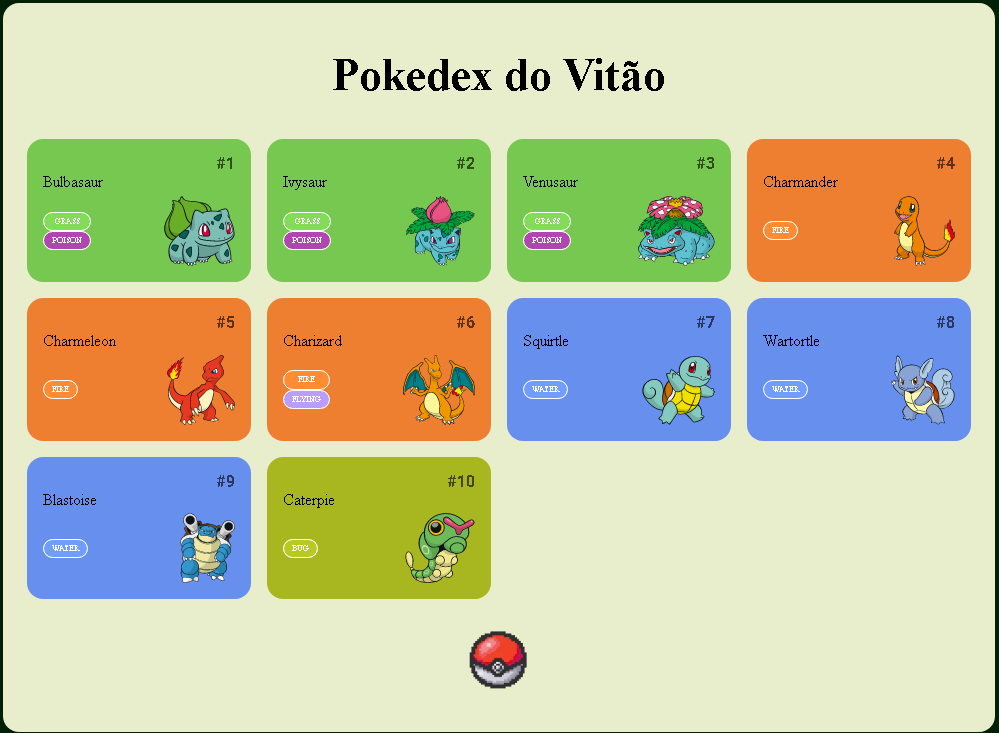 Pokedex do Vitão
#1
Bulbasaur
GRASS
POISON
#2
Ivysaur
GRASS
POISON
#3
Venusaur
GRASS
POISON
#4
Charmander
FIRE
#5
Charmeleon
FIRE
#6
Charizard
FIRE
FLYING
#7
Squirtle
WATER
#8
Wartortle
WATER
#9
Blastoise
WATER
#10
Caterpie
BUG